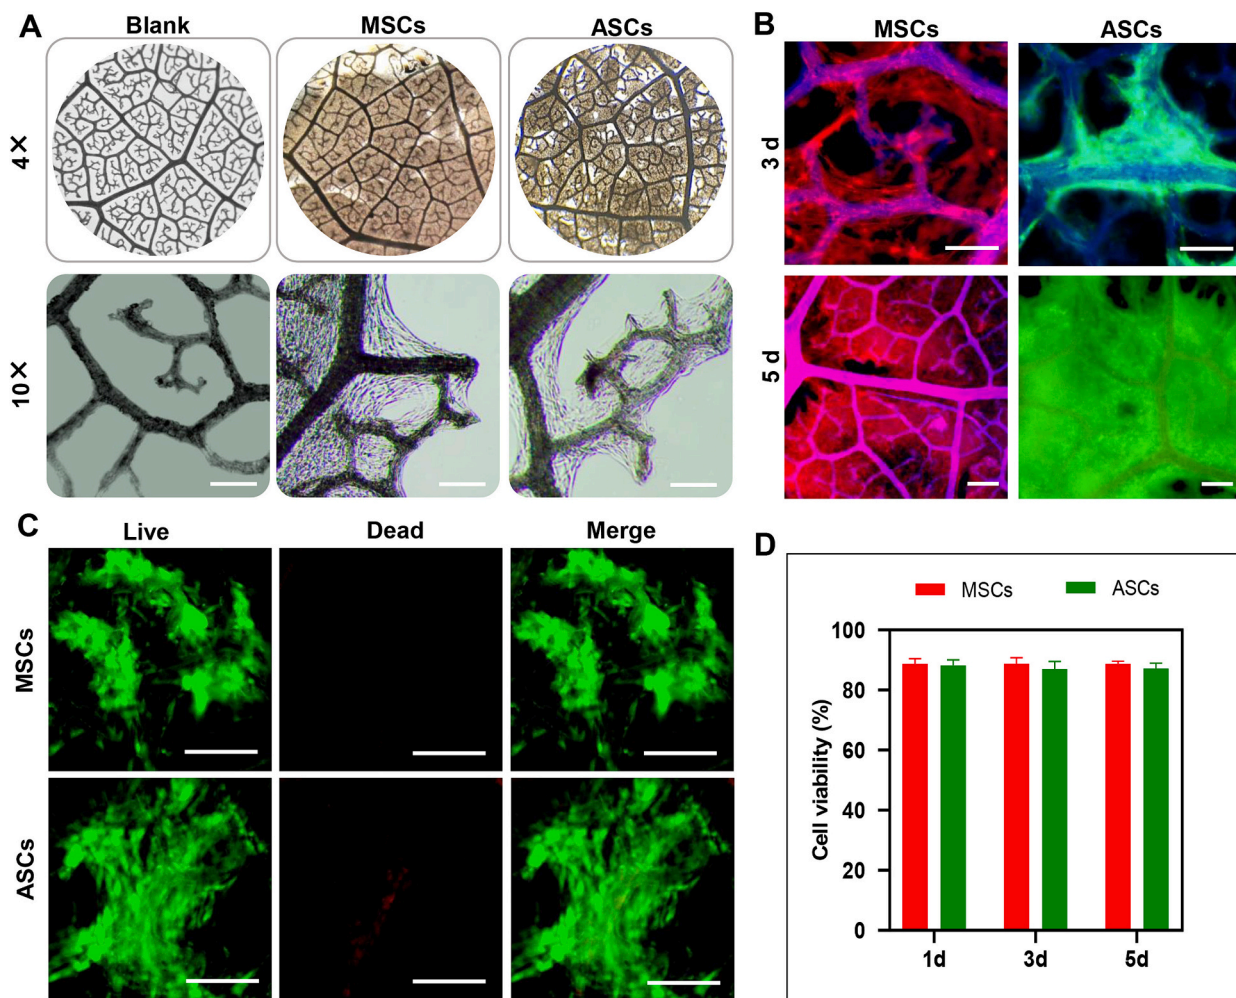 A
Blank
MSCs
ASCs
4×
10×
B
MSCs
ASCs
3 d
5 d
C
Live
Dead
Merge
MSCs
ASCs
D
MSCs
ASCs
Cell viability (%)
100
80
60
40
20
0
1d
3d
5d